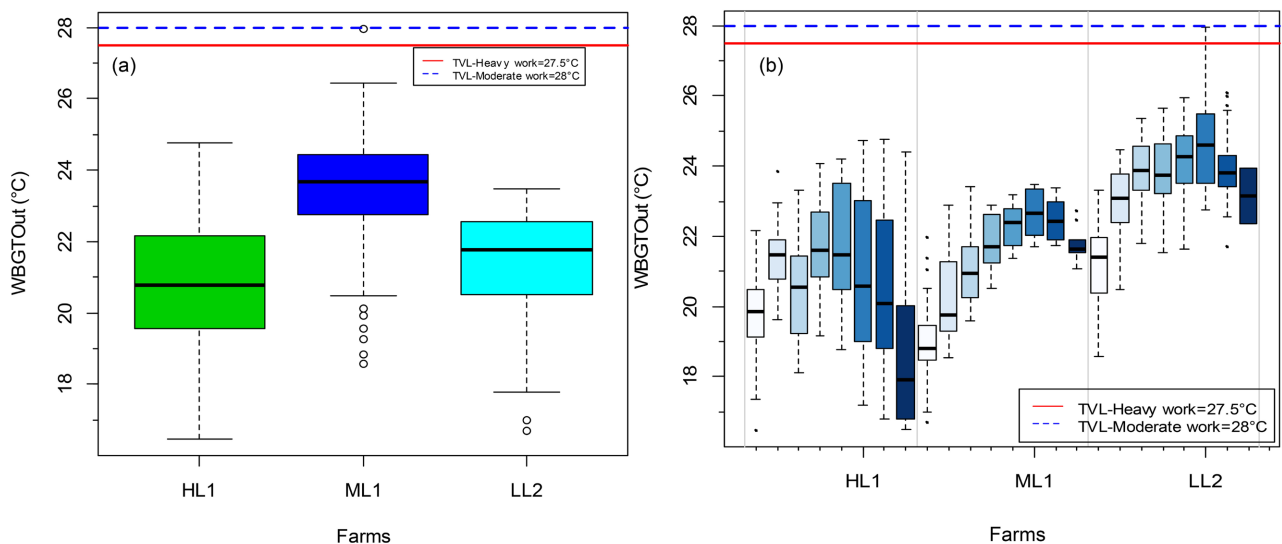 (a)
TVL-Heavy work=27.5°C
TVL-Moderate work=28°C
WBGTOut (°C)
28
26
24
22
20
18
HL1
ML1
LL2
Farms
(b)
WBGTOut (°C)
28
26
24
22
20
18
TVL-Heavy work=27.5°C
TVL-Moderate work=28°C
HL1
ML1
LL2
Farms